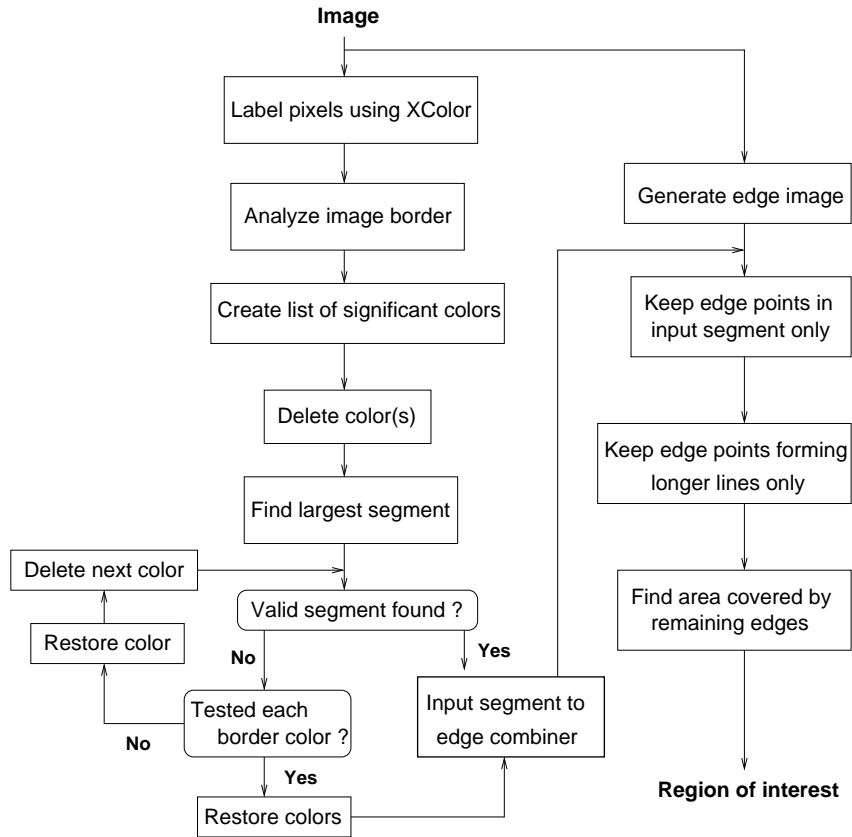 Image
Label pixels using XColor
Analyze image border
Create list of significant colors
Delete color(s)
Find largest segment
Delete next color
Valid segment found ?
Restore color
No
Yes
Tested each
border color ?
No
Yes
Restore colors
Input segment to
edge combiner
Generate edge image
Keep edge points in
input segment only
Keep edge points forming
longer lines only
Find area covered by
remaining edges
Region of interest